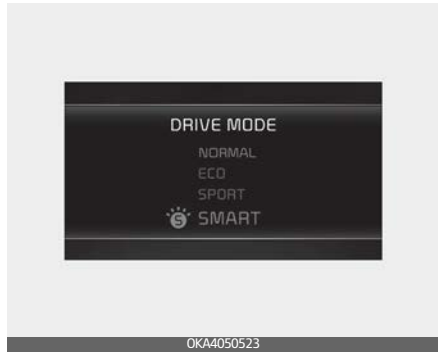 DRIVE MODE
NORMAL
ECO
SPORT
S SMART
OKA4050523